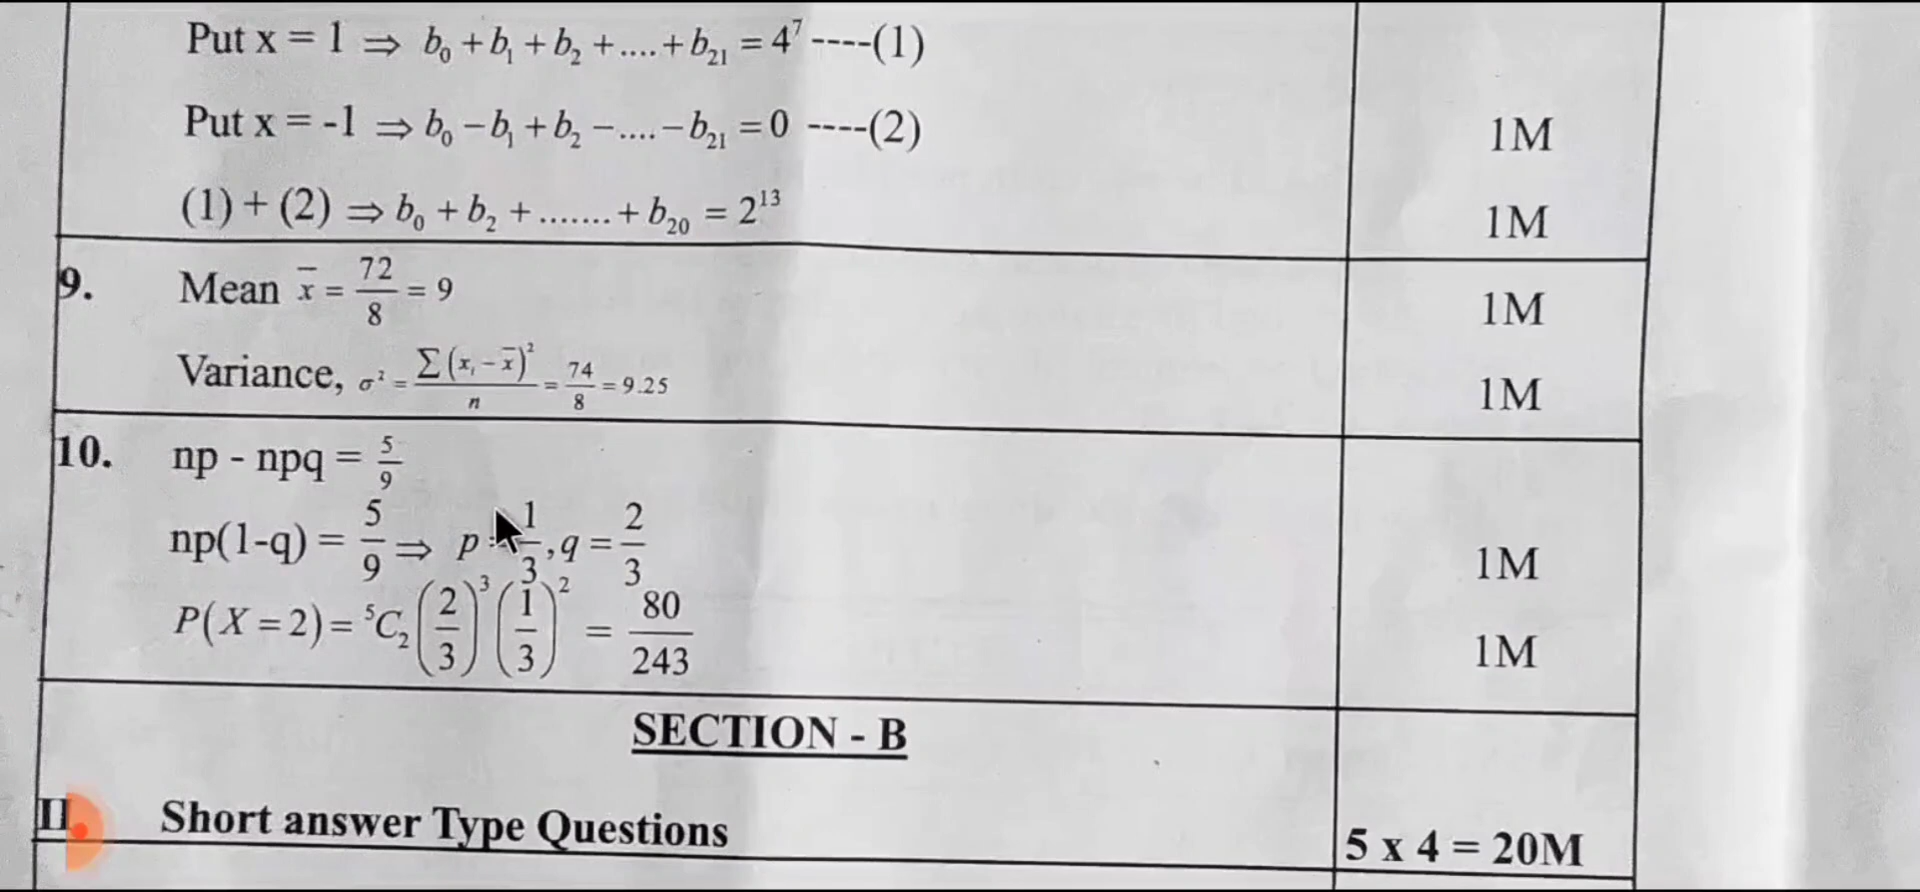 Put x = 1 ⇒ b₀ + b₁ + b₂ + .... + b₂₁ = 4⁷ ----(1)
Put x = -1 ⇒ b₀ − b₁ + b₂ − .... − b₂₁ = 0 ----(2) 1M
(1) + (2) ⇒ b₀ + b₂ + ....... + b₂₀ = 2¹³ 1M
9. Mean x̄ = 72/8 = 9 1M
Variance, σ² = Σ(xᵢ − x̄)²/n = 74/8 = 9.25 1M
10. np - npq = 5/9
np(1-q) = 5/9 ⇒ p = 1/3, q = 2/3 1M
P(X = 2) = ⁵C₂ (2/3)³ (1/3)² = 80/243 1M
SECTION - B
II. Short answer Type Questions 5 x 4 = 20M